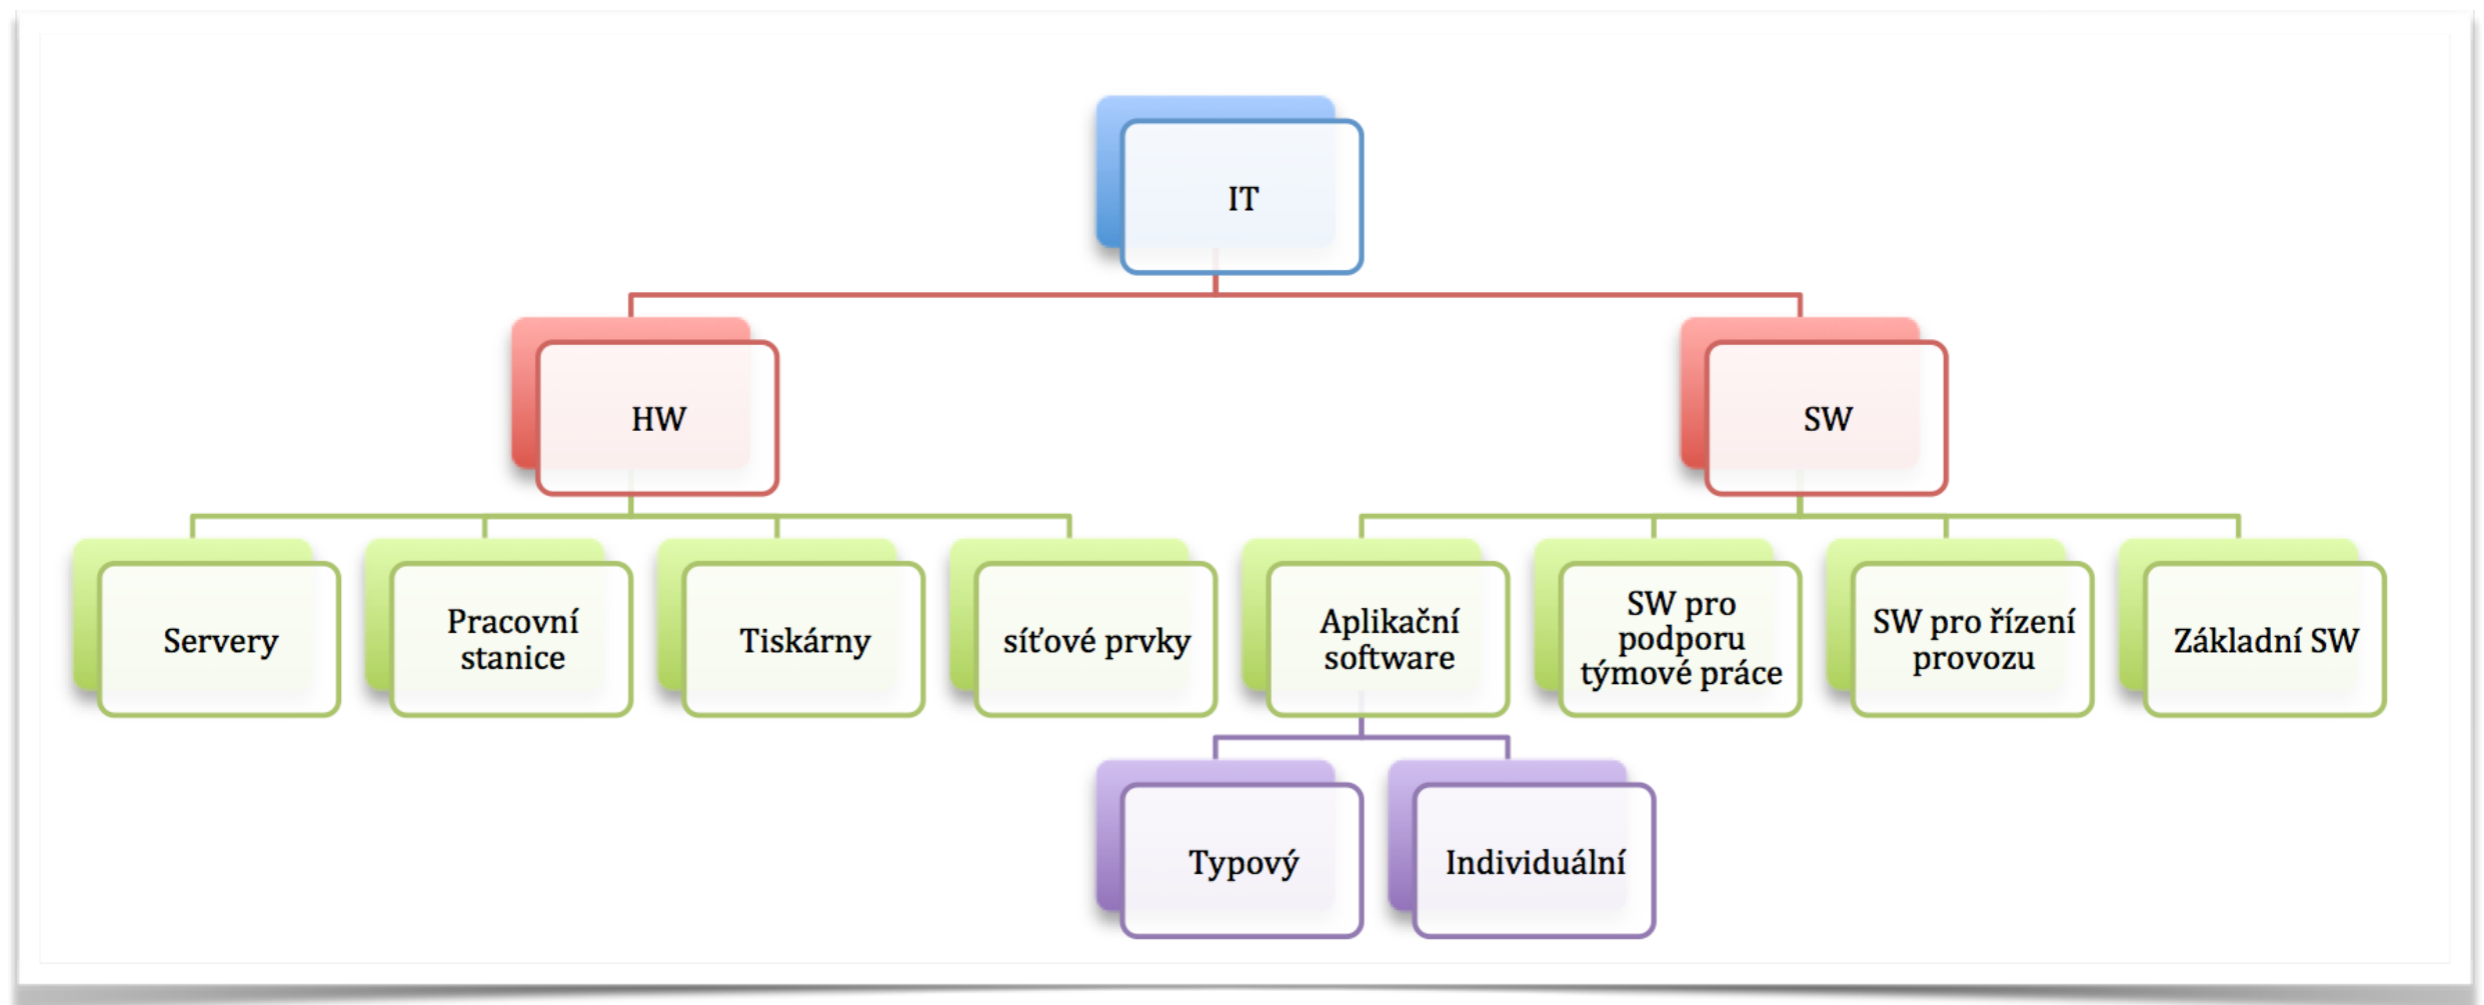 IT
HW
SW
Servery
Pracovní
stanice
Tiskárny
síťové prvky
Aplikační
software
SW pro
podporu
týmové práce
SW pro řízení
provozu
Základní SW
Typový
Individuální